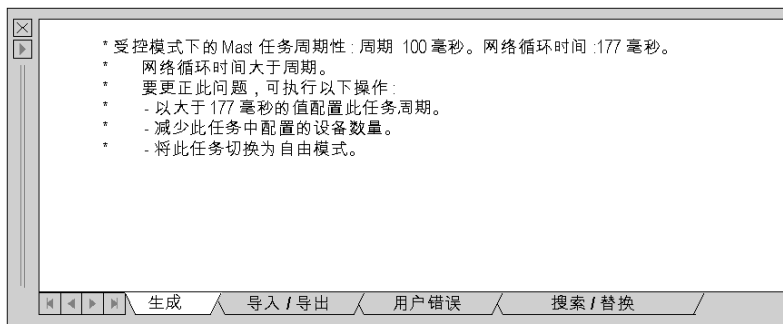 * 受控模式下的 Mast 任务周期性 : 周期 100 毫秒。网络循环时间 :177 毫秒。
* 网络循环时间大于周期。
* 要更正此问题，可执行以下操作 :
* - 以大于 177 毫秒的值配置此任务周期。
* - 减少此任务中配置的设备数量。
* - 将此任务切换为自由模式。
生成 导入 / 导出 用户错误 搜索 / 替换